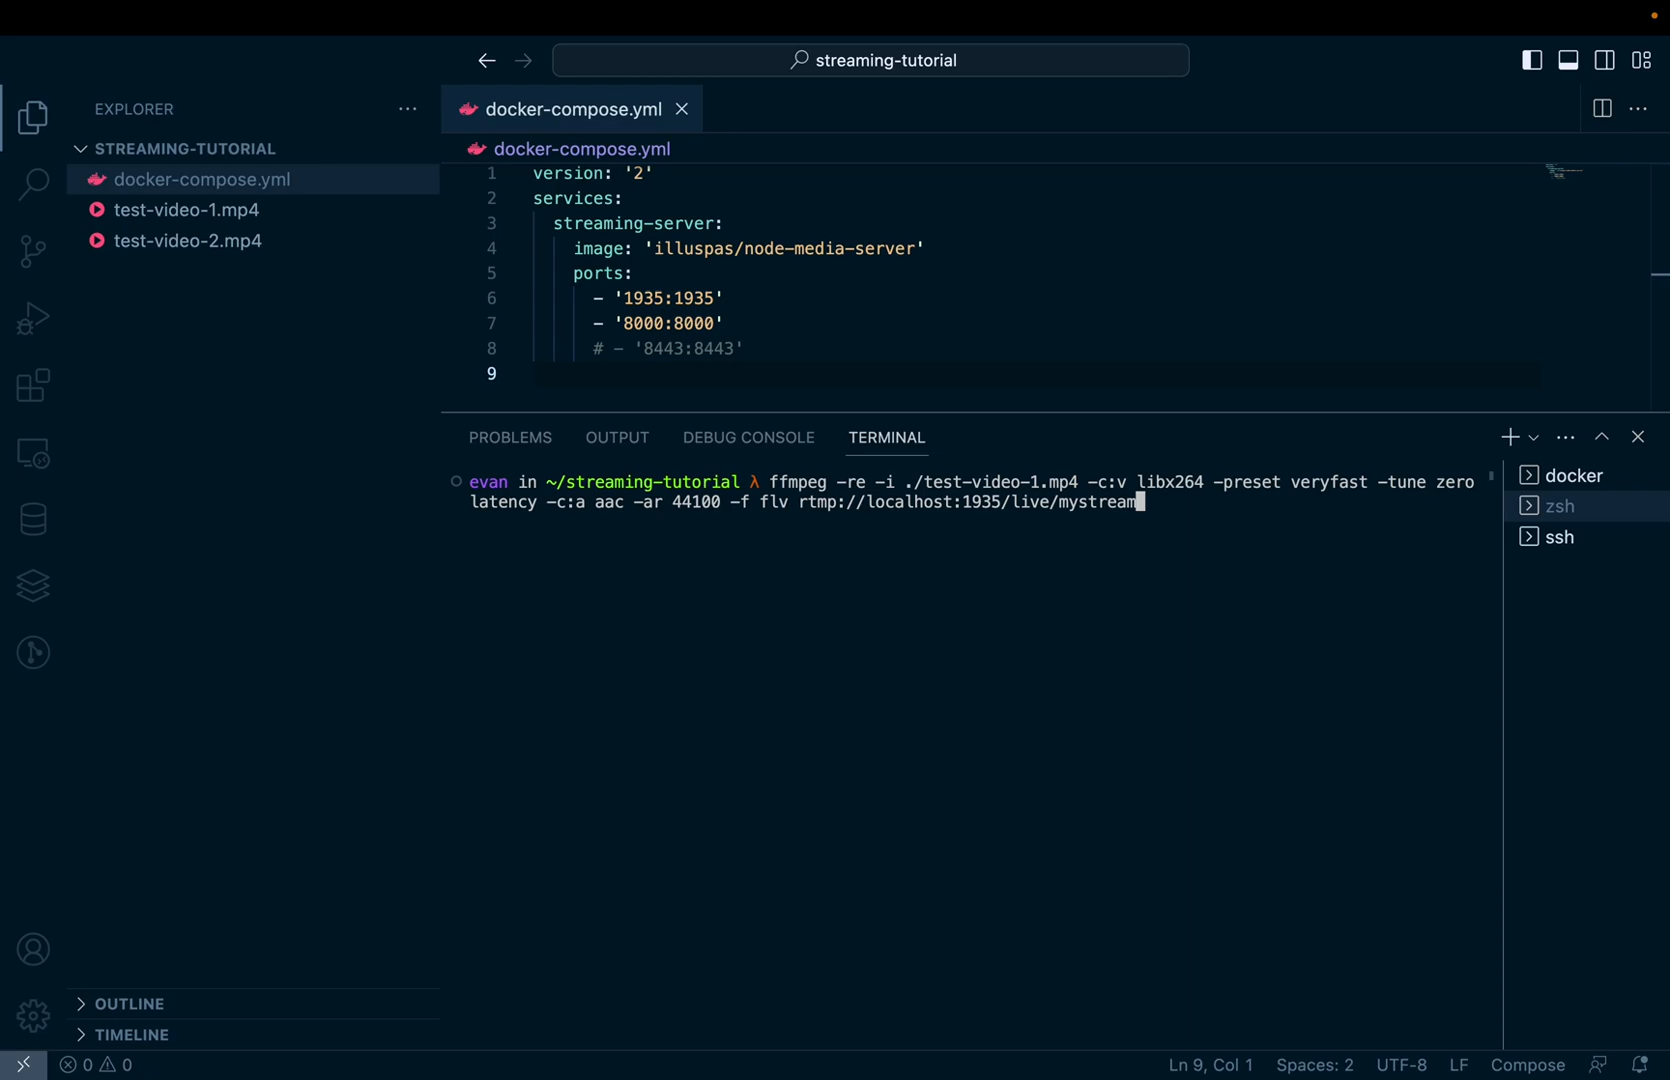 streaming-tutorial
EXPLORER
STREAMING-TUTORIAL
docker-compose.yml
test-video-1.mp4
test-video-2.mp4
OUTLINE
TIMELINE
docker-compose.yml
docker-compose.yml
1 version: '2'
2 services:
3 streaming-server:
4 image: 'illuspas/node-media-server'
5 ports:
6 - '1935:1935'
7 - '8000:8000'
8 # - '8443:8443'
9
PROBLEMS OUTPUT DEBUG CONSOLE TERMINAL
evan in ~/streaming-tutorial λ ffmpeg -re -i ./test-video-1.mp4 -c:v libx264 -preset veryfast -tune zero
latency -c:a aac -ar 44100 -f flv rtmp://localhost:1935/live/mystream
docker
zsh
ssh
0 0 Ln 9, Col 1 Spaces: 2 UTF-8 LF Compose